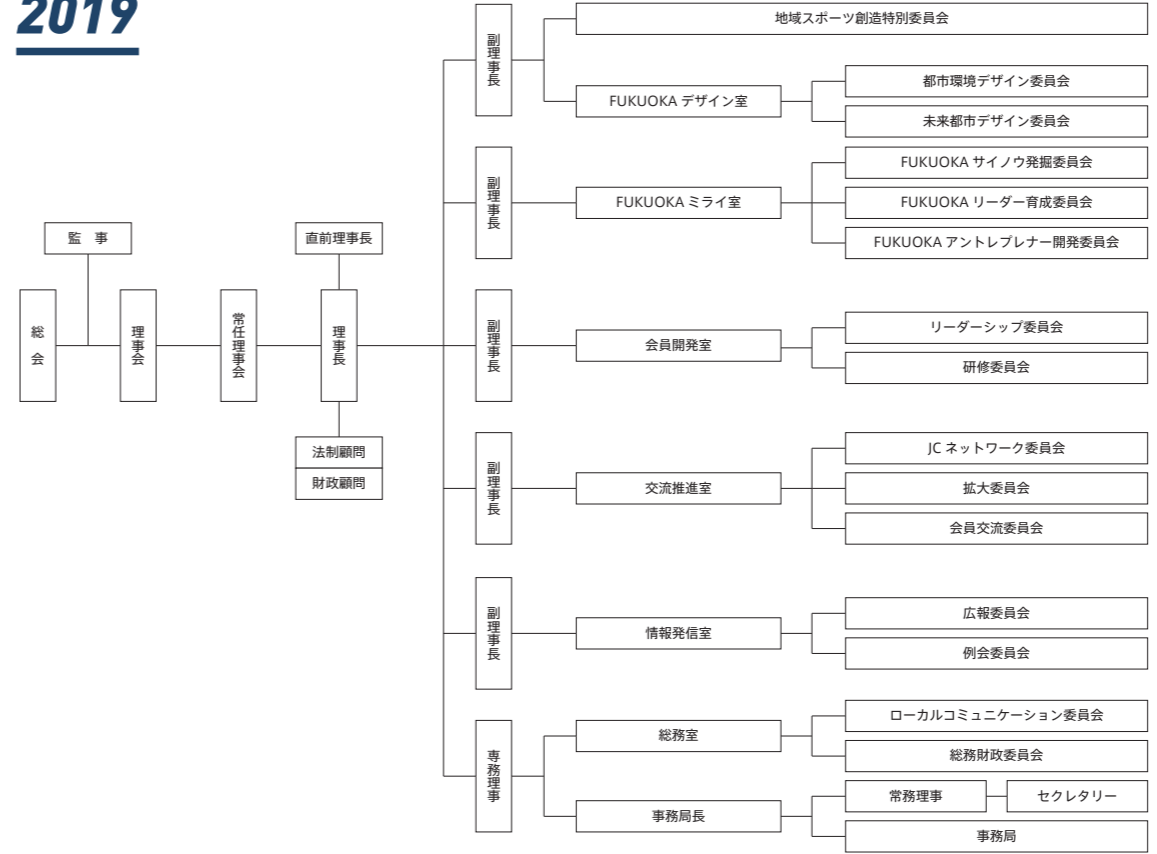 2019
監　事
総会
理事会
常任理事会
直前理事長
理事長
法制顧問
財政顧問
副理事長
地域スポーツ創造特別委員会
FUKUOKA デザイン室
都市環境デザイン委員会
未来都市デザイン委員会
副理事長
FUKUOKA ミライ室
FUKUOKA サイノウ発掘委員会
FUKUOKA リーダー育成委員会
FUKUOKA アントレプレナー開発委員会
副理事長
会員開発室
リーダーシップ委員会
研修委員会
副理事長
交流推進室
JC ネットワーク委員会
拡大委員会
会員交流委員会
副理事長
情報発信室
広報委員会
例会委員会
専務理事
総務室
ローカルコミュニケーション委員会
総務財政委員会
事務局長
常務理事
セクレタリー
事務局